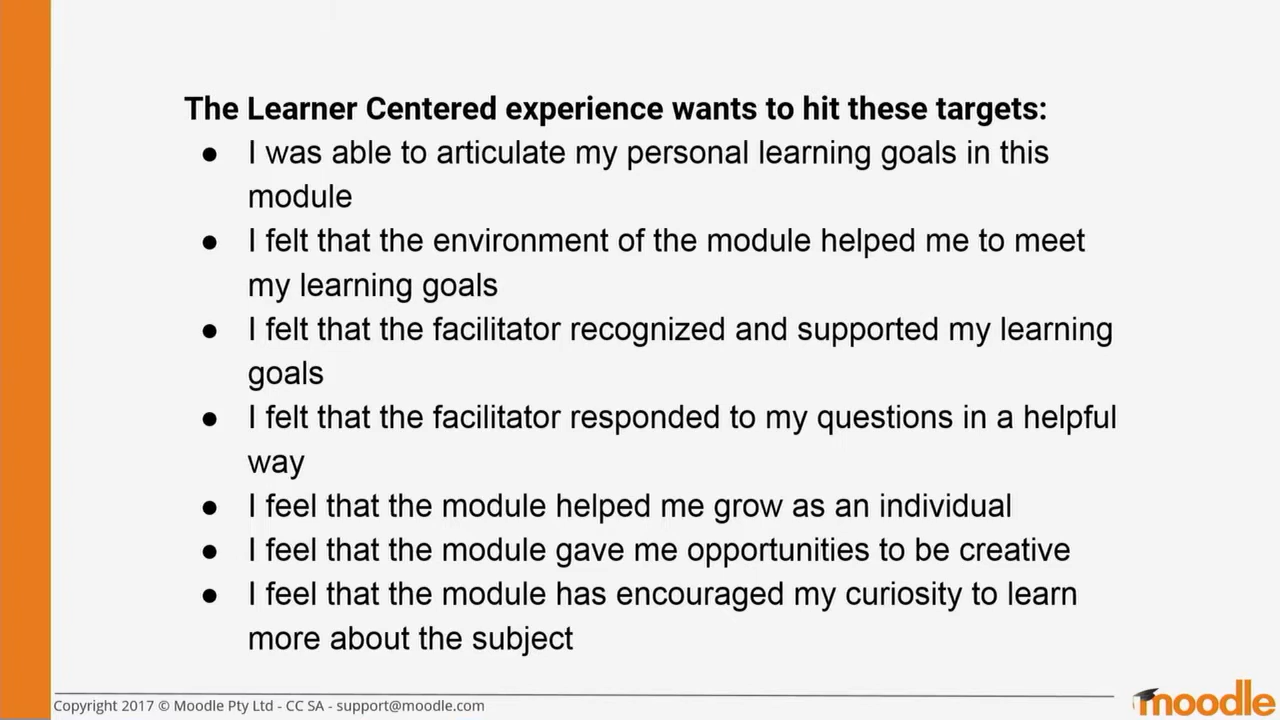 The Learner Centered experience wants to hit these targets:
● I was able to articulate my personal learning goals in this
module
● I felt that the environment of the module helped me to meet
my learning goals
● I felt that the facilitator recognized and supported my learning
goals
● I felt that the facilitator responded to my questions in a helpful
way
● I feel that the module helped me grow as an individual
● I feel that the module gave me opportunities to be creative
● I feel that the module has encouraged my curiosity to learn
more about the subject
Copyright 2017 © Moodle Pty Ltd - CC SA - support@moodle.com
moodle